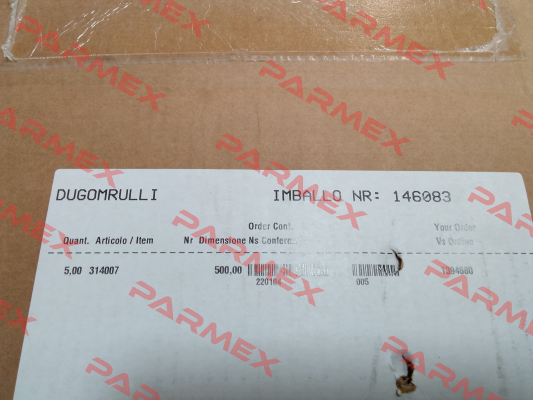 DUGOMRULLI IMBALLO NR: 146083
Order Conf. Your Order
Quant. Articolo / Item Nr Dimensione Ns Conferm. Vs Ordine
5,00 314007 500,00
005
PARMEX